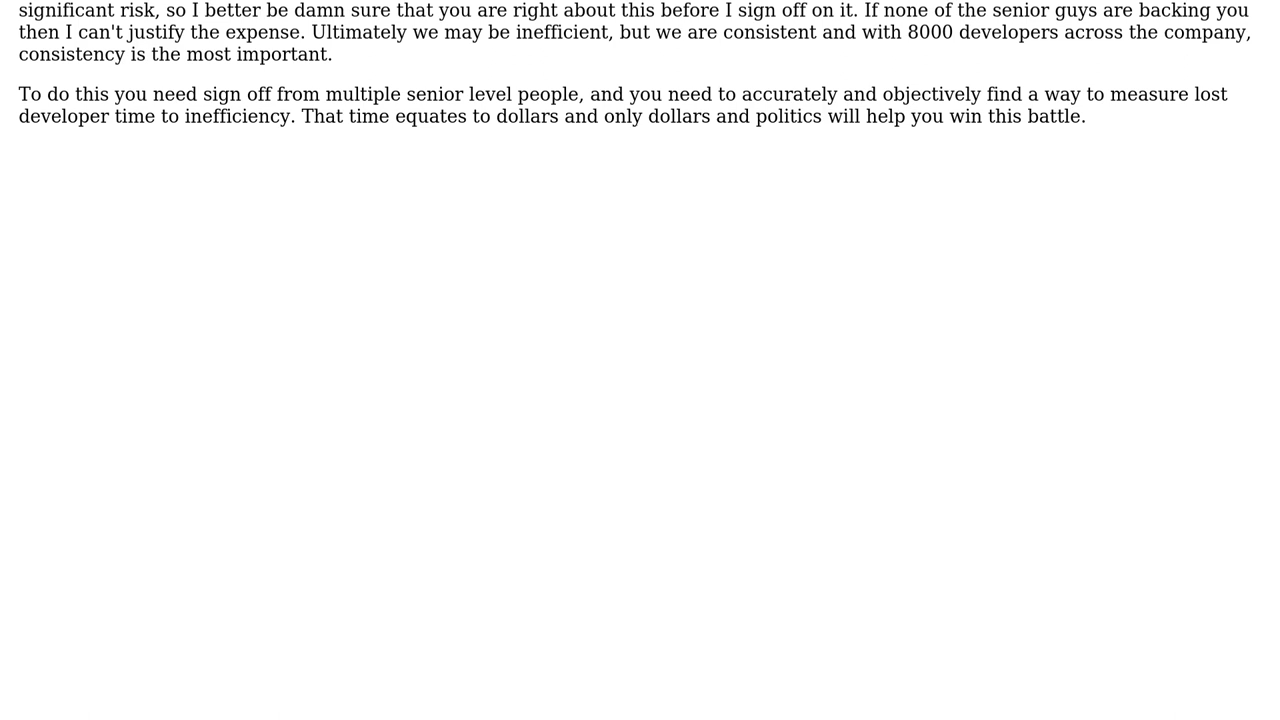 significant risk, so I better be damn sure that you are right about this before I sign off on it. If none of the senior guys are backing you
then I can't justify the expense. Ultimately we may be inefficient, but we are consistent and with 8000 developers across the company,
consistency is the most important.
To do this you need sign off from multiple senior level people, and you need to accurately and objectively find a way to measure lost
developer time to inefficiency. That time equates to dollars and only dollars and politics will help you win this battle.